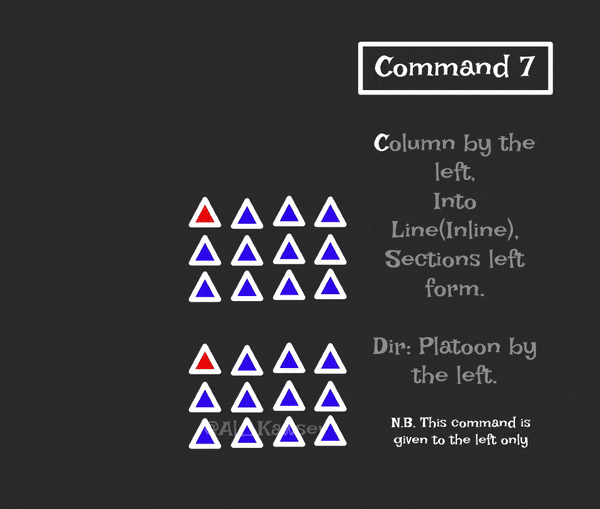 Command 7
Column by the
left,
Into
Line(Inline),
Sections left
form.
Dir: Platoon by
the left.
N.B. This command is
given to the left only